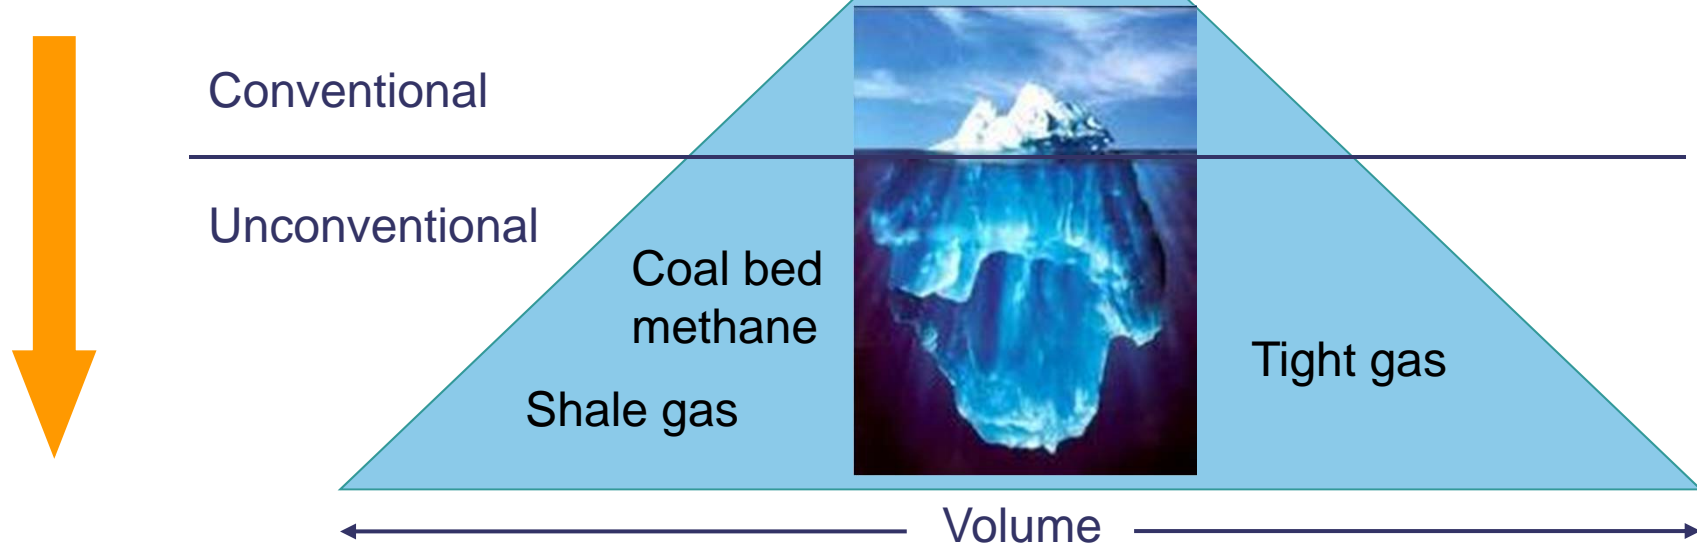 Conventional
Unconventional
Coal bed
methane
Tight gas
Shale gas
Volume